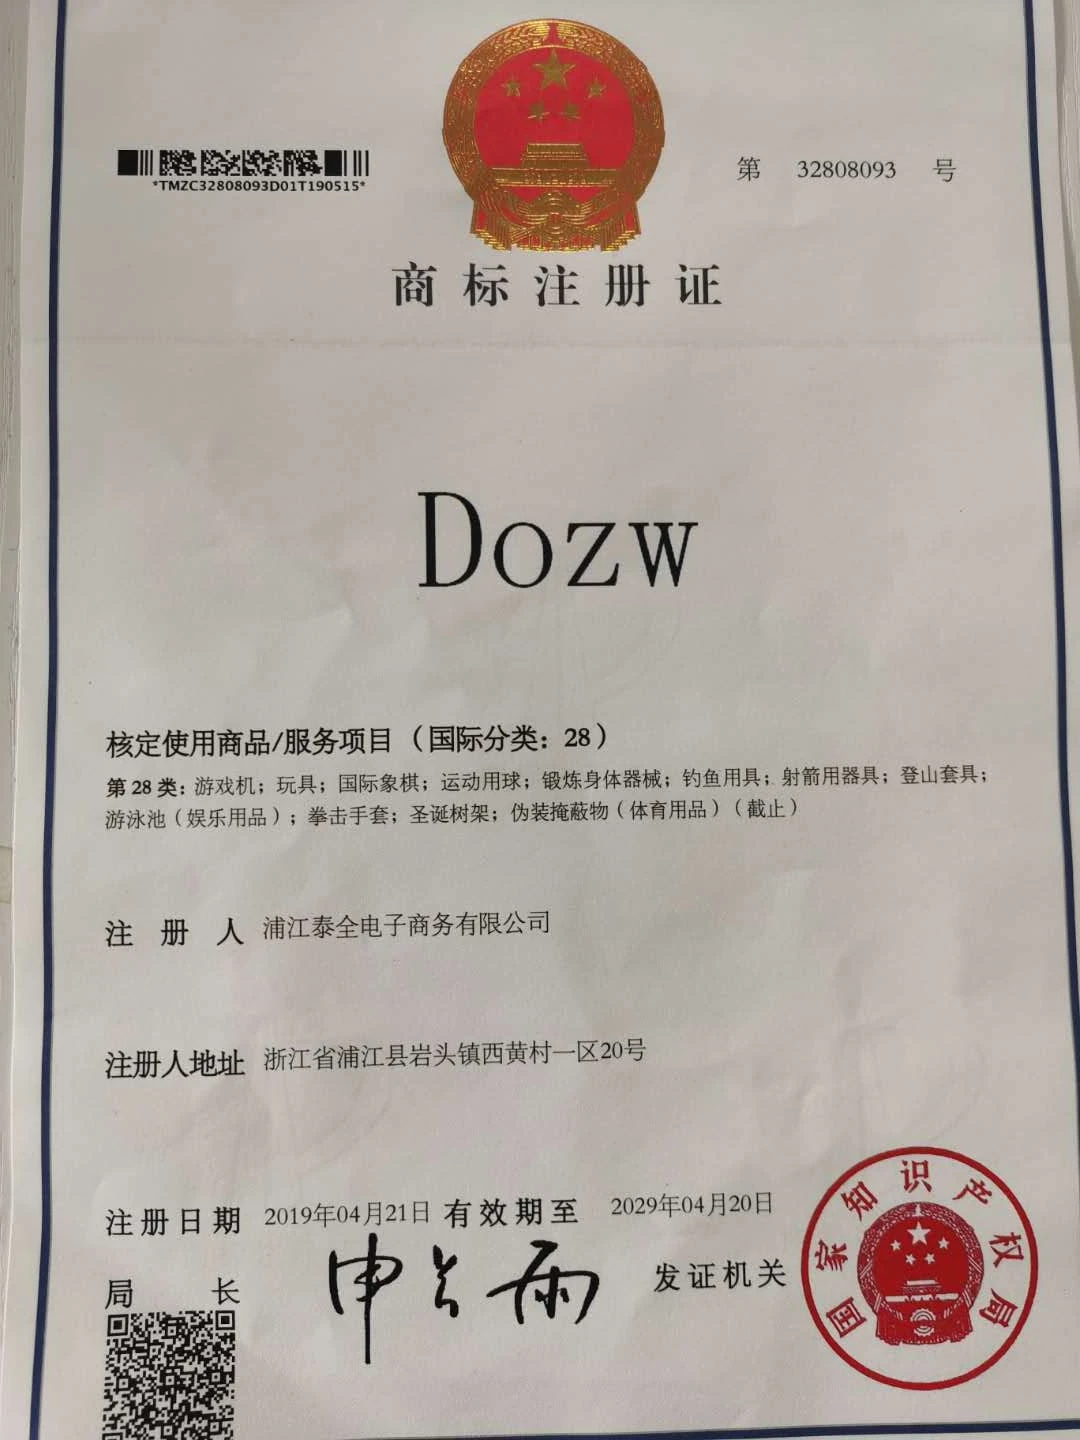 *TMZC32808093D01T190515*
第 32808093 号
商标注册证
Dozw
核定使用商品/服务项目（国际分类：28）
第28类：游戏机；玩具；国际象棋；运动用球；锻炼身体器械；钓鱼用具；射箭用器具；登山套具；
游泳池（娱乐用品）；拳击手套；圣诞树架；伪装掩蔽物（体育用品）（截止）
注册人 浦江泰全电子商务有限公司
注册人地址 浙江省浦江县岩头镇西黄村一区20号
注册日期 2019年04月21日 有效期至 2029年04月20日
局长 申长雨 发证机关
国家知识产权局